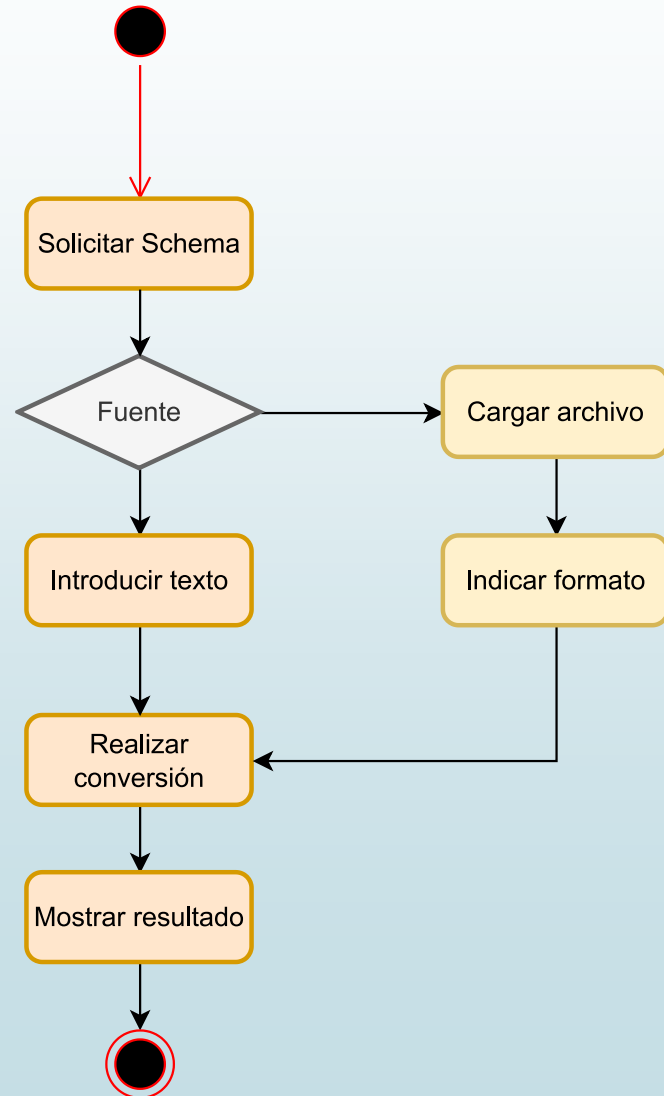 Solicitar Schema
Fuente
Cargar archivo
Introducir texto
Indicar formato
Realizar
conversión
Mostrar resultado